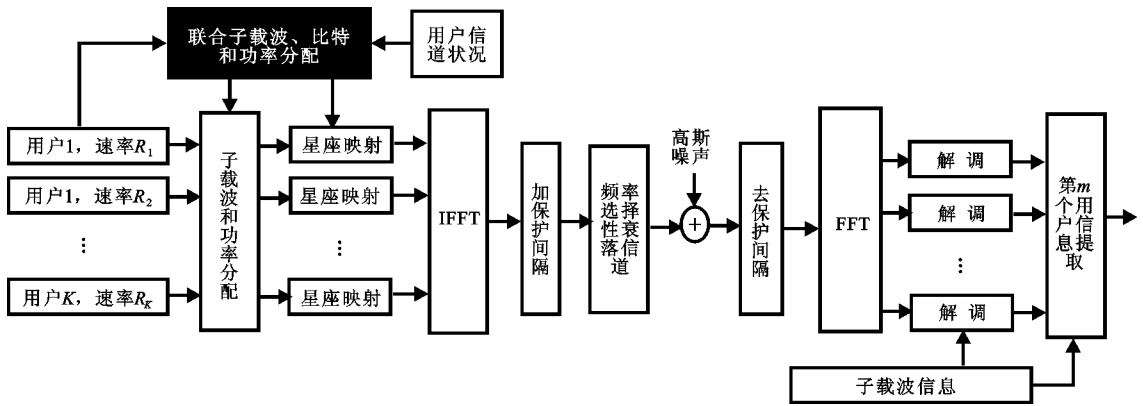 联合子载波、比特
和功率分配
用户信
道状况
用户1，速率R₁
用户1，速率R₂
⋮
用户K，速率R_K
子载波和功率分配
星座映射
星座映射
⋮
星座映射
IFFT
加保护间隔
频率选择性衰落信道
高斯
噪声
+
去保护间隔
FFT
解 调
解 调
⋮
解 调
第m个用户信息提取
子载波信息